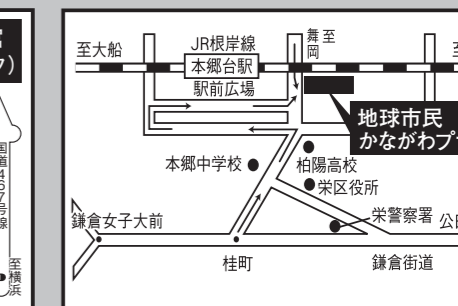 至大船
JR根岸線
本郷台駅
駅前広場
舞岡
至
地球市民
かながわプ
本郷中学校
柏陽高校
栄区役所
栄警察署
鎌倉女子大前
桂町
鎌倉街道
国道467号線
至横浜